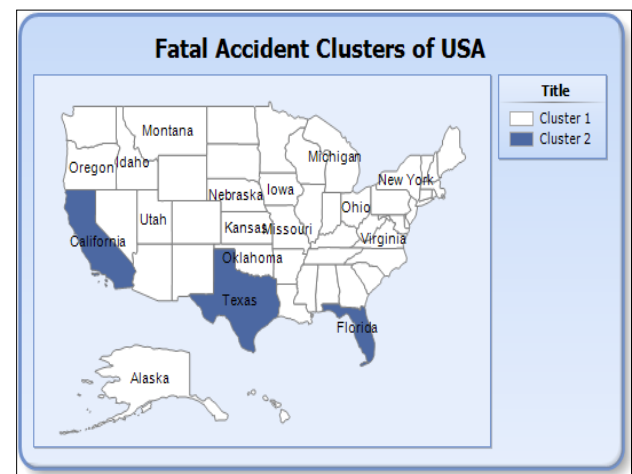 Fatal Accident Clusters of USA
Title
Cluster 1
Cluster 2
Montana
Oregon
Idaho
Michigan
New York
Nebraska
Iowa
Ohio
Utah
Kansas
Missouri
Virginia
California
Oklahoma
Texas
Florida
Alaska